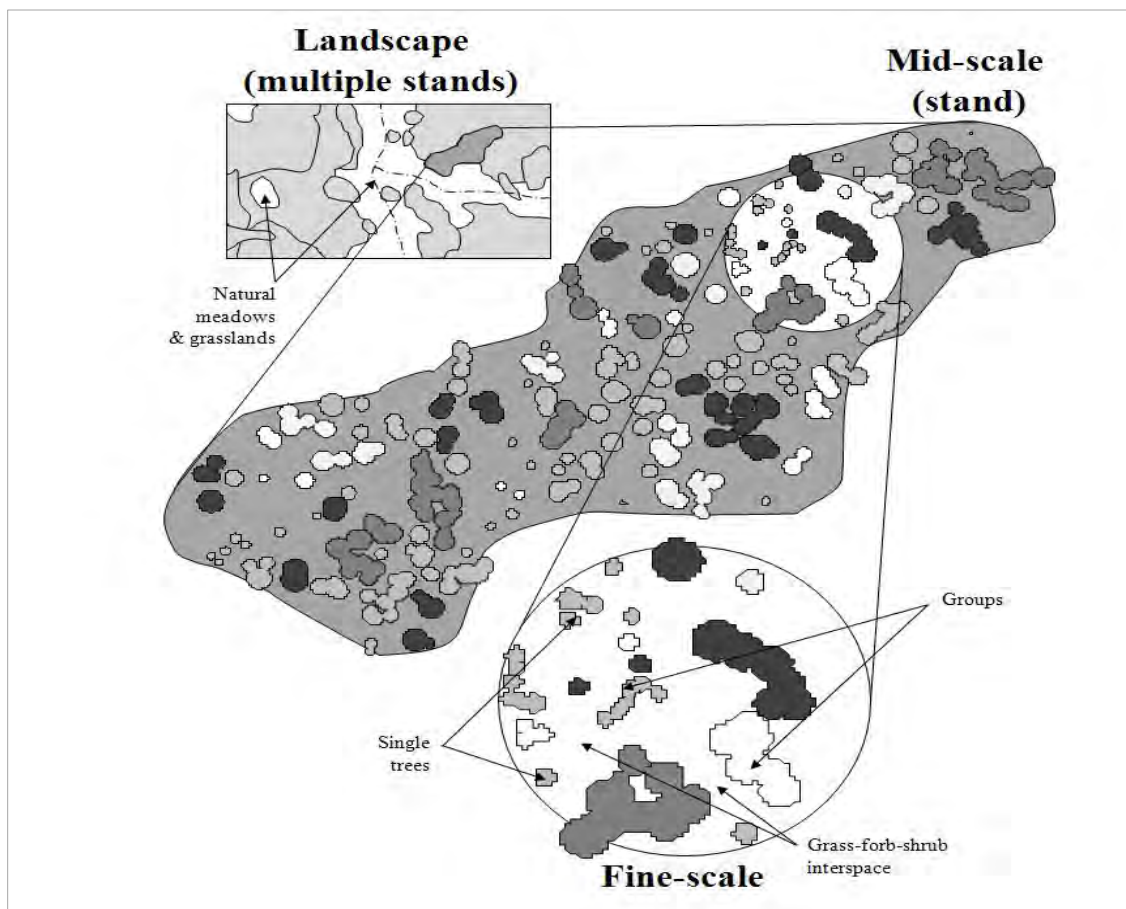 Landscape
(multiple stands)
Mid-scale
(stand)
Natural
meadows
& grasslands
Groups
Single
trees
Grass-forb-shrub
interspace
Fine-scale